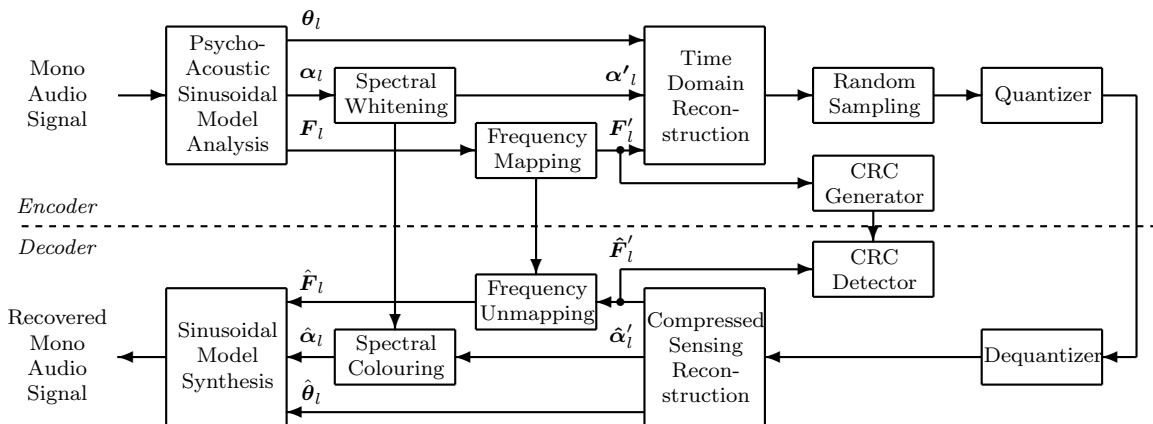 Mono
Audio
Signal
Psycho-
Acoustic
Sinusoidal
Model
Analysis
θ_l
α_l
F_l
Spectral
Whitening
Frequency
Mapping
α'_l
F'_l
Time
Domain
Recon-
struction
Random
Sampling
Quantizer
CRC
Generator
Encoder
Decoder
CRC
Detector
F̂'_l
Frequency
Unmapping
F̂_l
Recovered
Mono
Audio
Signal
Sinusoidal
Model
Synthesis
α̂_l
Spectral
Colouring
α̂'_l
θ̂_l
Compressed
Sensing
Recon-
struction
Dequantizer